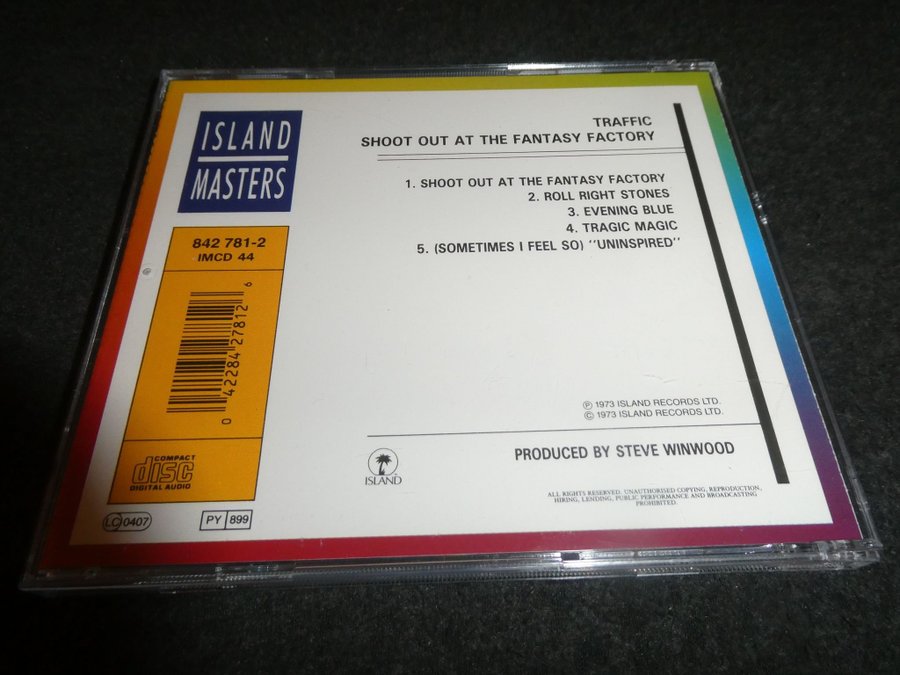 ISLAND
MASTERS
842 781-2
IMCD 44
0 42284 27812 6
COMPACT
disc
DIGITAL AUDIO
LC 0407
PY 899
TRAFFIC
SHOOT OUT AT THE FANTASY FACTORY
1. SHOOT OUT AT THE FANTASY FACTORY
2. ROLL RIGHT STONES
3. EVENING BLUE
4. TRAGIC MAGIC
5. (SOMETIMES I FEEL SO) "UNINSPIRED"
℗ 1973 ISLAND RECORDS LTD.
© 1973 ISLAND RECORDS LTD.
PRODUCED BY STEVE WINWOOD
ISLAND
ALL RIGHTS RESERVED. UNAUTHORISED COPYING, REPRODUCTION,
HIRING, LENDING, PUBLIC PERFORMANCE AND BROADCASTING
PROHIBITED.